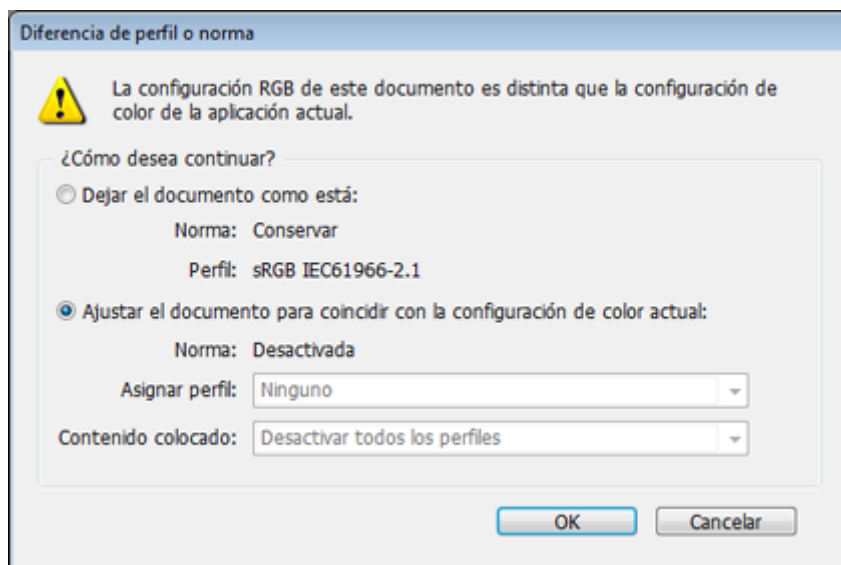 Diferencia de perfil o norma
La configuración RGB de este documento es distinta que la configuración de
color de la aplicación actual.
¿Cómo desea continuar?
Dejar el documento como está:
Norma: Conservar
Perfil: sRGB IEC61966-2.1
Ajustar el documento para coincidir con la configuración de color actual:
Norma: Desactivada
Asignar perfil: Ninguno
Contenido colocado: Desactivar todos los perfiles
OK Cancelar